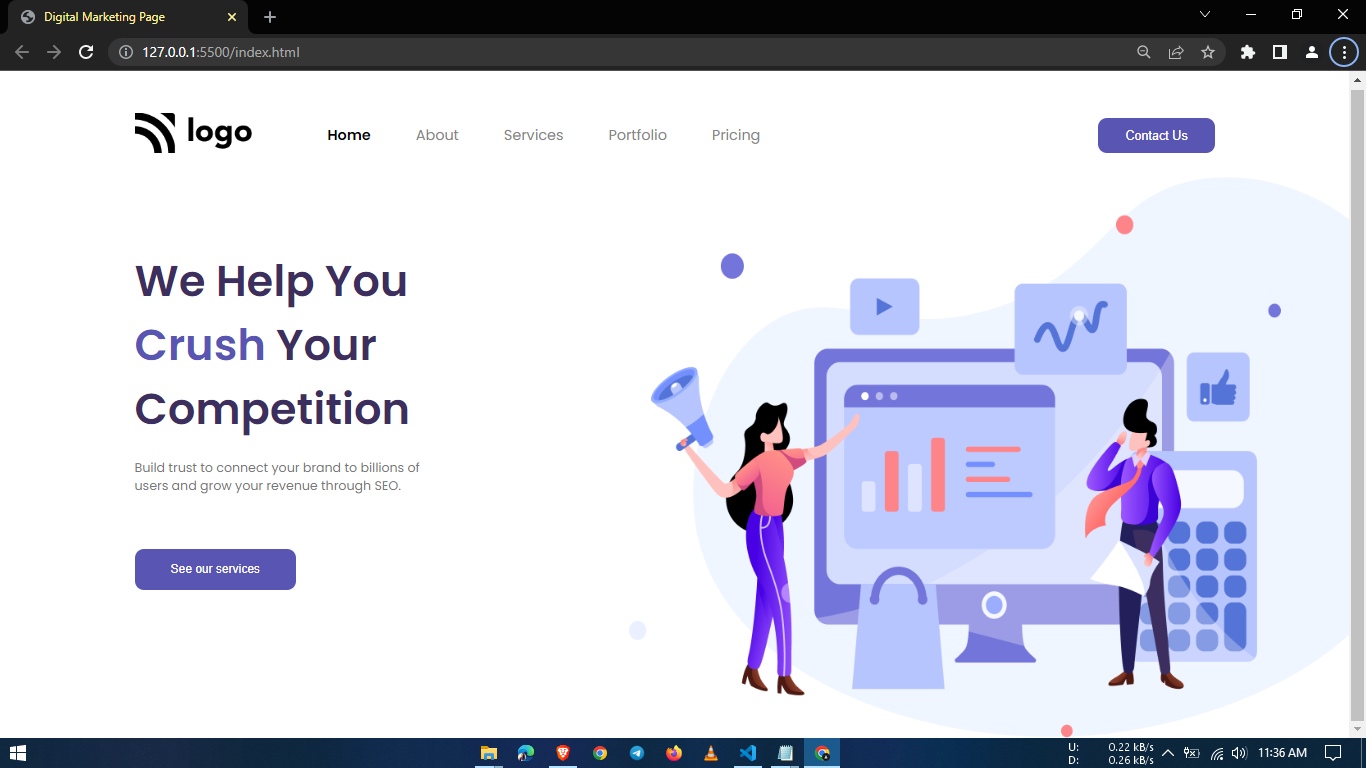 Digital Marketing Page
127.0.0.1:5500/index.html
logo
Home About Services Portfolio Pricing
Contact Us
We Help You
Crush Your
Competition
Build trust to connect your brand to billions of
users and grow your revenue through SEO.
See our services
U: 0.22 kB/s
D: 0.26 kB/s
11:36 AM